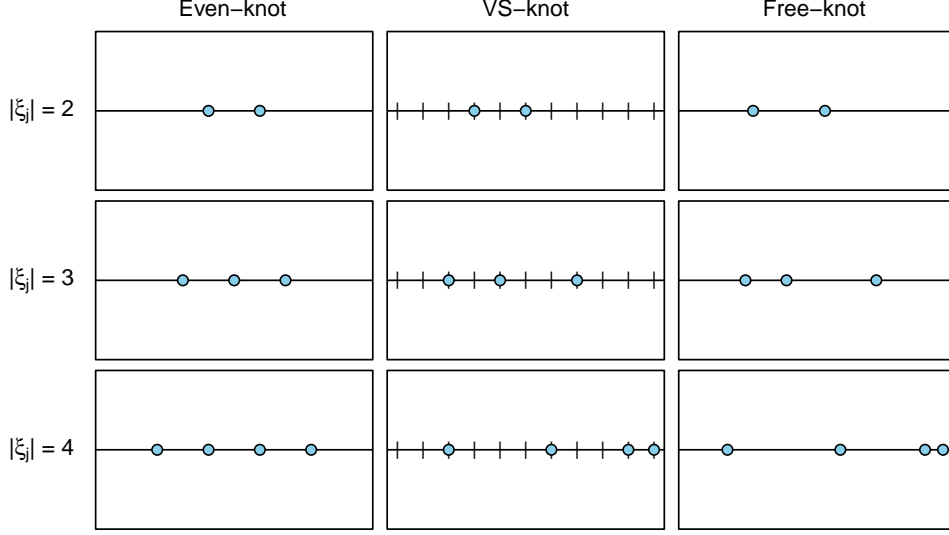 Even−knot VS−knot Free−knot
|ξj| = 2
|ξj| = 3
|ξj| = 4